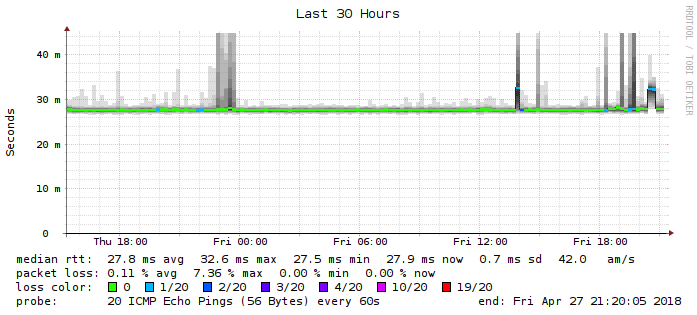 Last 30 Hours
RRDTOOL / TOBI OETIKER
Seconds
40 m
30 m
20 m
10 m
0
Thu 18:00 Fri 00:00 Fri 06:00 Fri 12:00 Fri 18:00
median rtt: 27.8 ms avg 32.6 ms max 27.5 ms min 27.9 ms now 0.7 ms sd 42.0 am/s
packet loss: 0.11 % avg 7.36 % max 0.00 % min 0.00 % now
loss color: 0 1/20 2/20 3/20 4/20 10/20 19/20
probe: 20 ICMP Echo Pings (56 Bytes) every 60s end: Fri Apr 27 21:20:05 2018